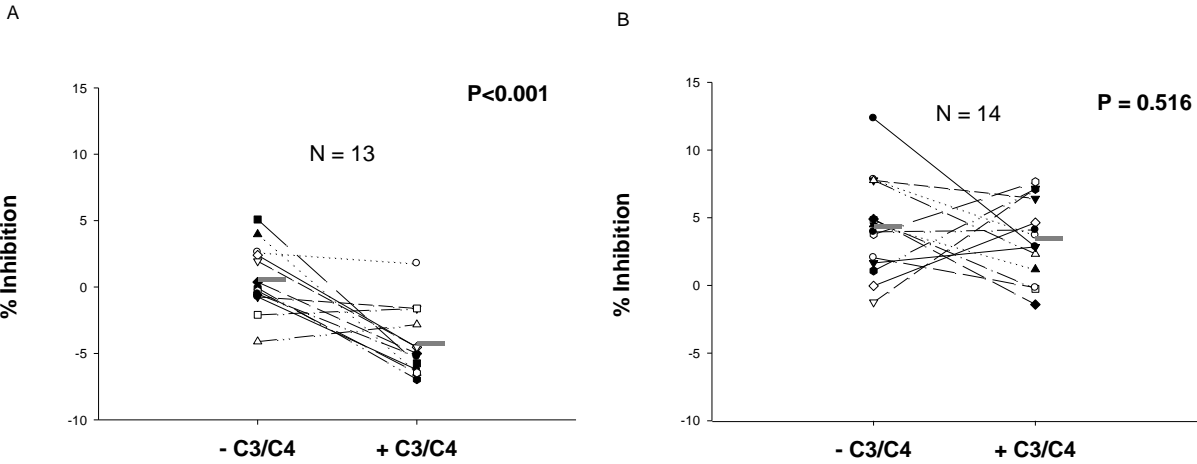 A
P<0.001
N = 13
% Inhibition
15
10
5
0
-5
-10
- C3/C4
+ C3/C4
B
P = 0.516
N = 14
% Inhibition
15
10
5
0
-5
-10
- C3/C4
+ C3/C4